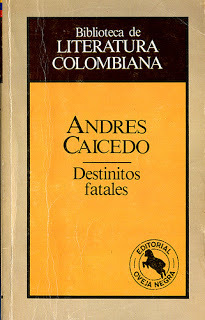 Biblioteca de
LITERATURA
COLOMBIANA
ANDRES
CAICEDO
Destinitos
fatales
EDITORIAL
OVEJA NEGRA